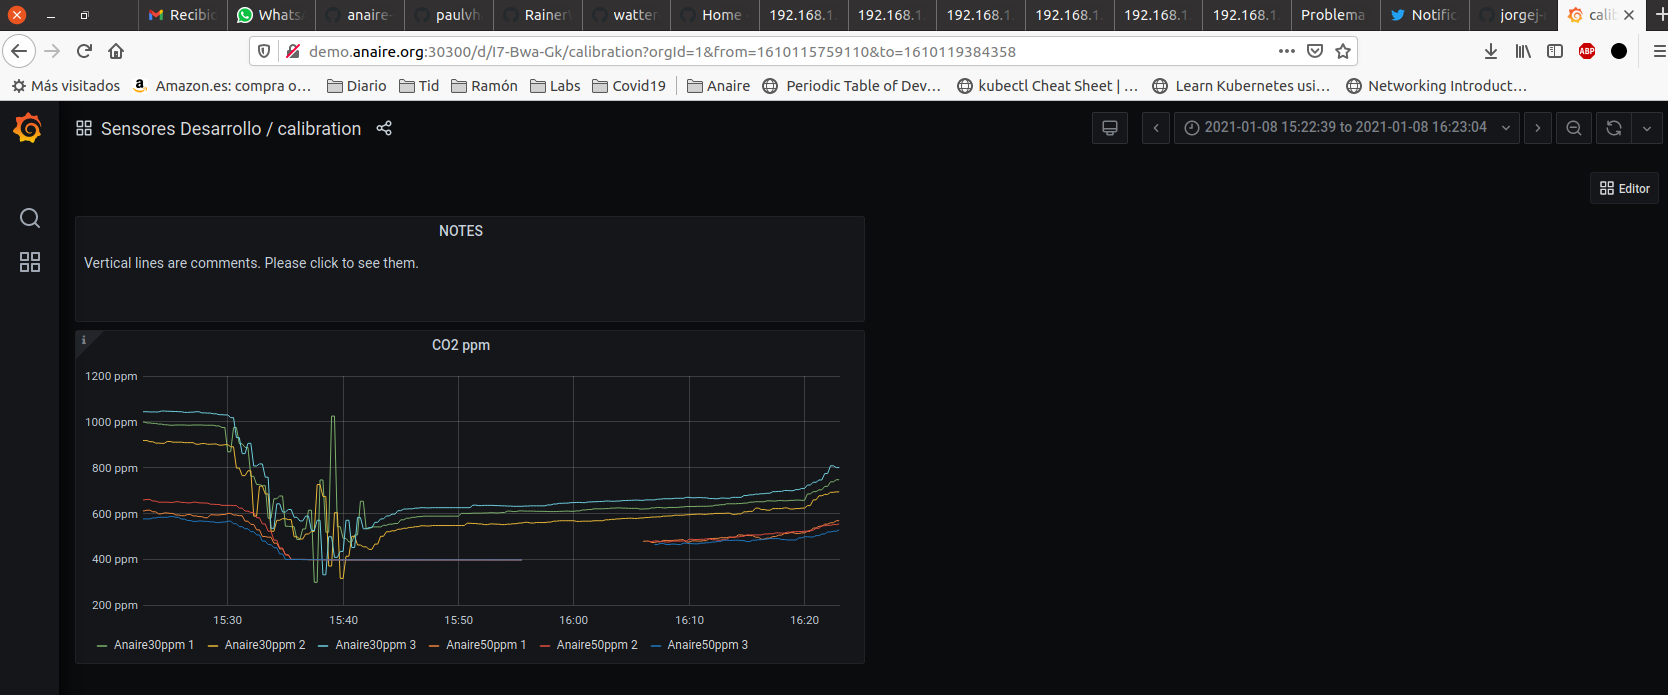 Recibic
Whats
anaire-
paulvh
Rainer
watter
Home -
192.168.1.
192.168.1.
192.168.1.
192.168.1.
192.168.1.
192.168.1.
Problema
Notific
jorgej-
calib
demo.anaire.org:30300/d/I7-Bwa-Gk/calibration?orgId=1&from=1610115759110&to=1610119384358
ABP
Más visitados
Amazon.es: compra o…
Diario
Tid
Ramón
Labs
Covid19
Anaire
Periodic Table of Dev…
kubectl Cheat Sheet | …
Learn Kubernetes usi…
Networking Introduct…
Sensores Desarrollo / calibration
2021-01-08 15:22:39 to 2021-01-08 16:23:04
Editor
NOTES
Vertical lines are comments. Please click to see them.
i
CO2 ppm
1200 ppm
1000 ppm
800 ppm
600 ppm
400 ppm
200 ppm
15:30
15:40
15:50
16:00
16:10
16:20
Anaire30ppm 1
Anaire30ppm 2
Anaire30ppm 3
Anaire50ppm 1
Anaire50ppm 2
Anaire50ppm 3